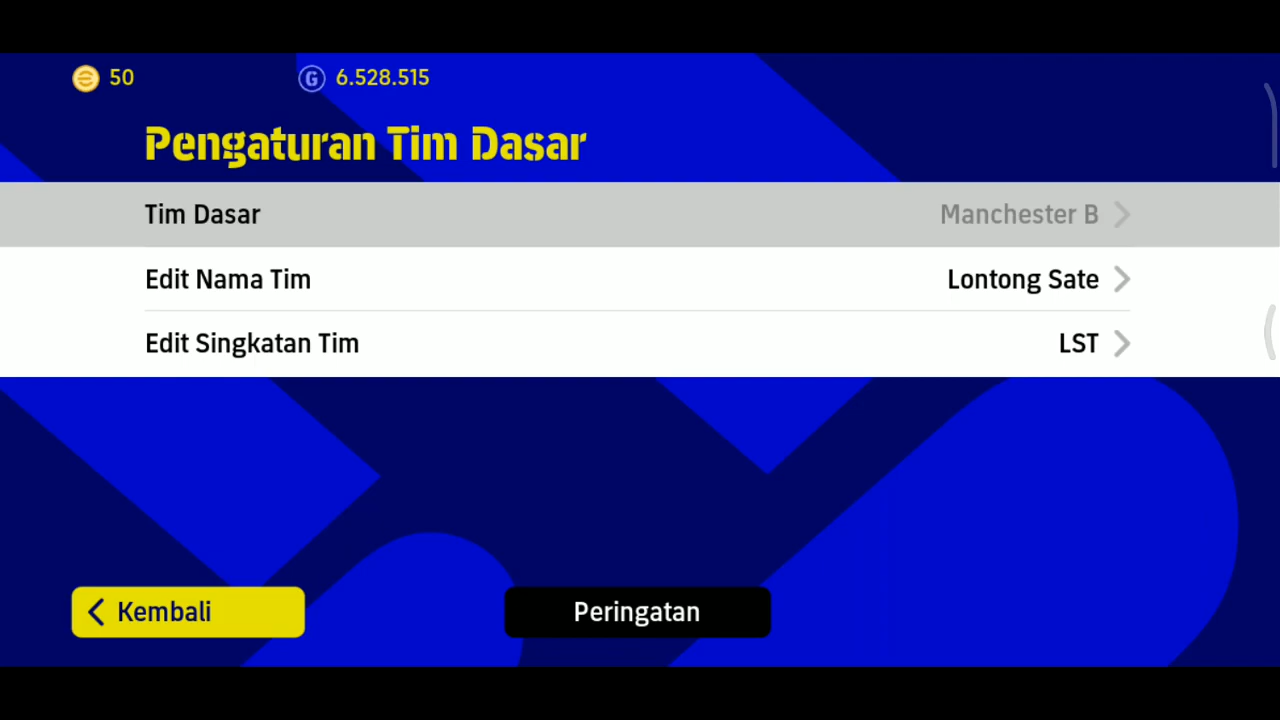 50 6.528.515
Pengaturan Tim Dasar
Tim Dasar Manchester B
Edit Nama Tim Lontong Sate
Edit Singkatan Tim LST
Kembali Peringatan